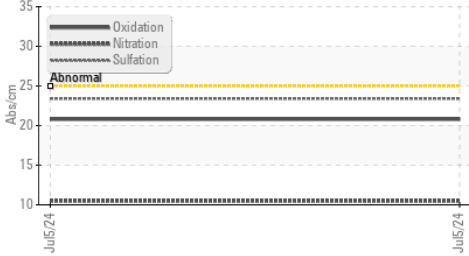 35
30
25
20
15
10
Abs/cm
Oxidation
Nitration
Sulfation
Abnormal
Jul5/24
Jul5/24